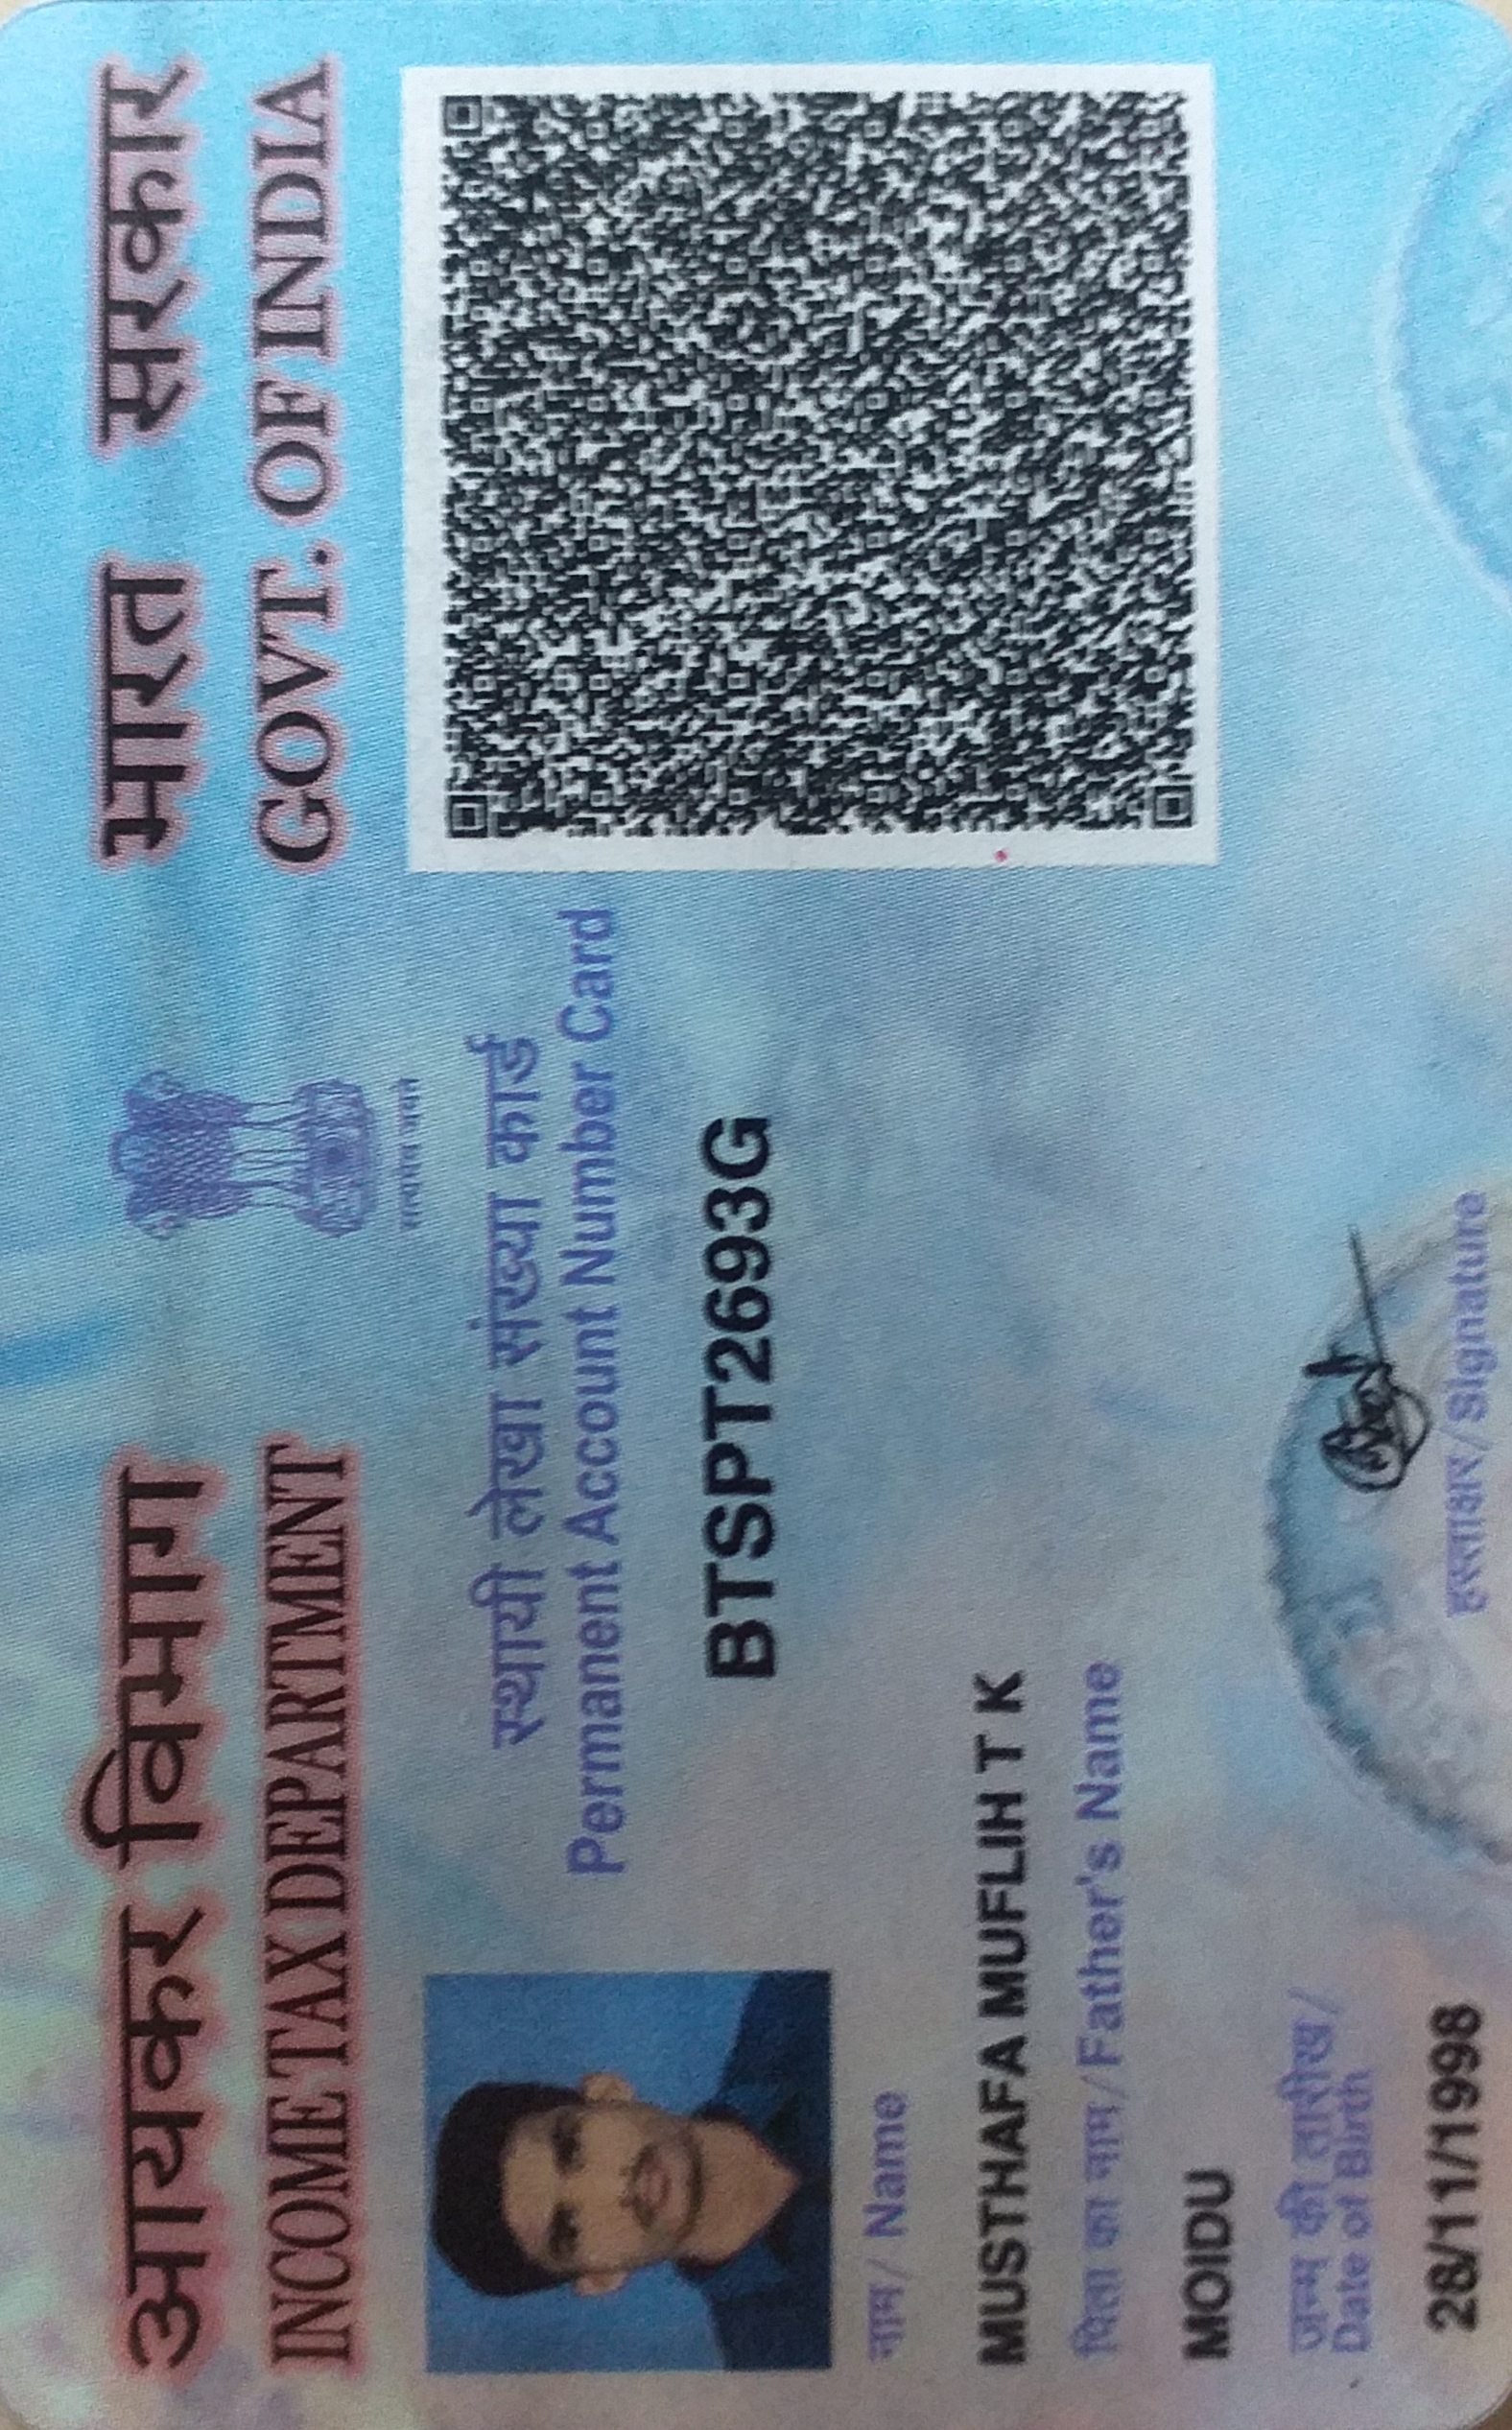 आयकर विभाग
INCOME TAX DEPARTMENT
सत्यमेव जयते
भारत सरकार
GOVT. OF INDIA
स्थायी लेखा संख्या कार्ड
Permanent Account Number Card
BTSPT2693G
नाम/ Name
MUSTHAFA MUFLIH T K
पिता का नाम/Father's Name
MOIDU
जन्म की तारीख/
Date of Birth
28/11/1998
हस्ताक्षर/Signature